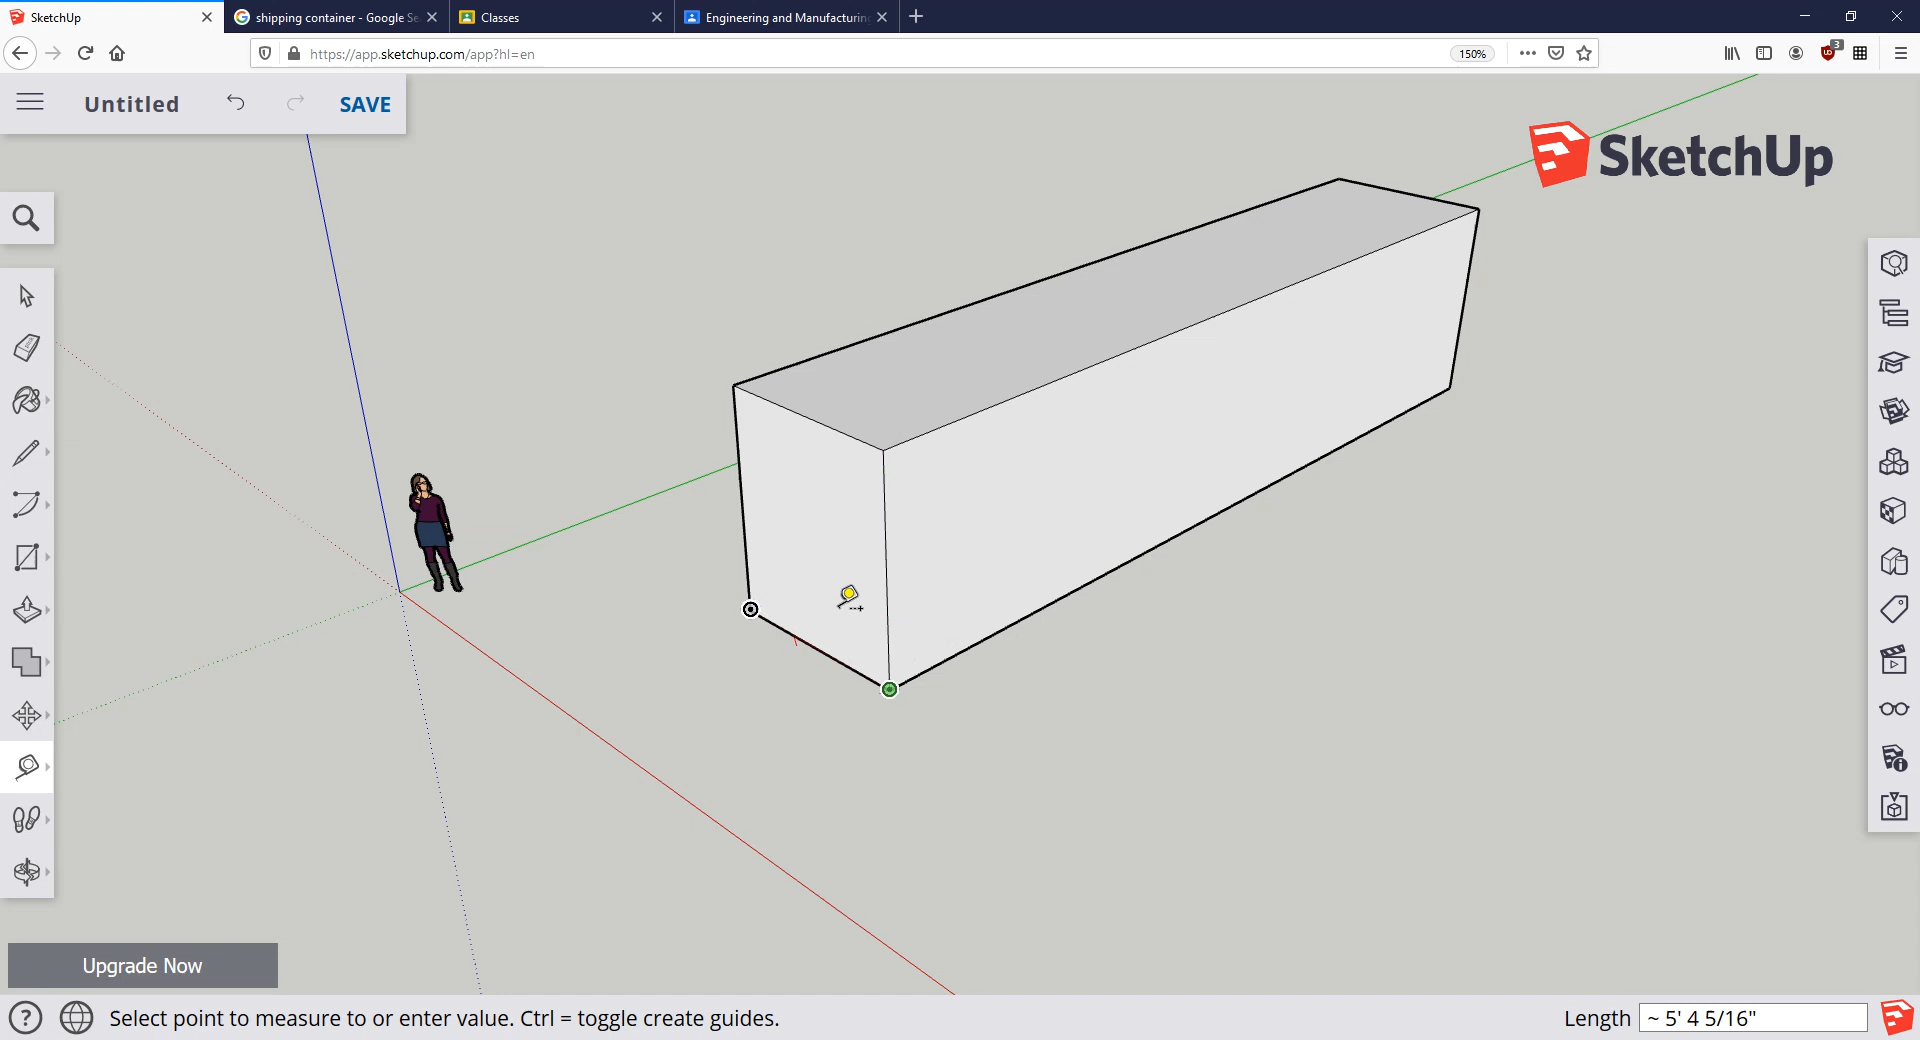 SketchUp
shipping container - Google Se
Classes
Engineering and Manufacturin
https://app.sketchup.com/app?hl=en
150%
3
Untitled
SAVE
SketchUp
Upgrade Now
Select point to measure to or enter value. Ctrl = toggle create guides.
Length
~ 5' 4 5/16"